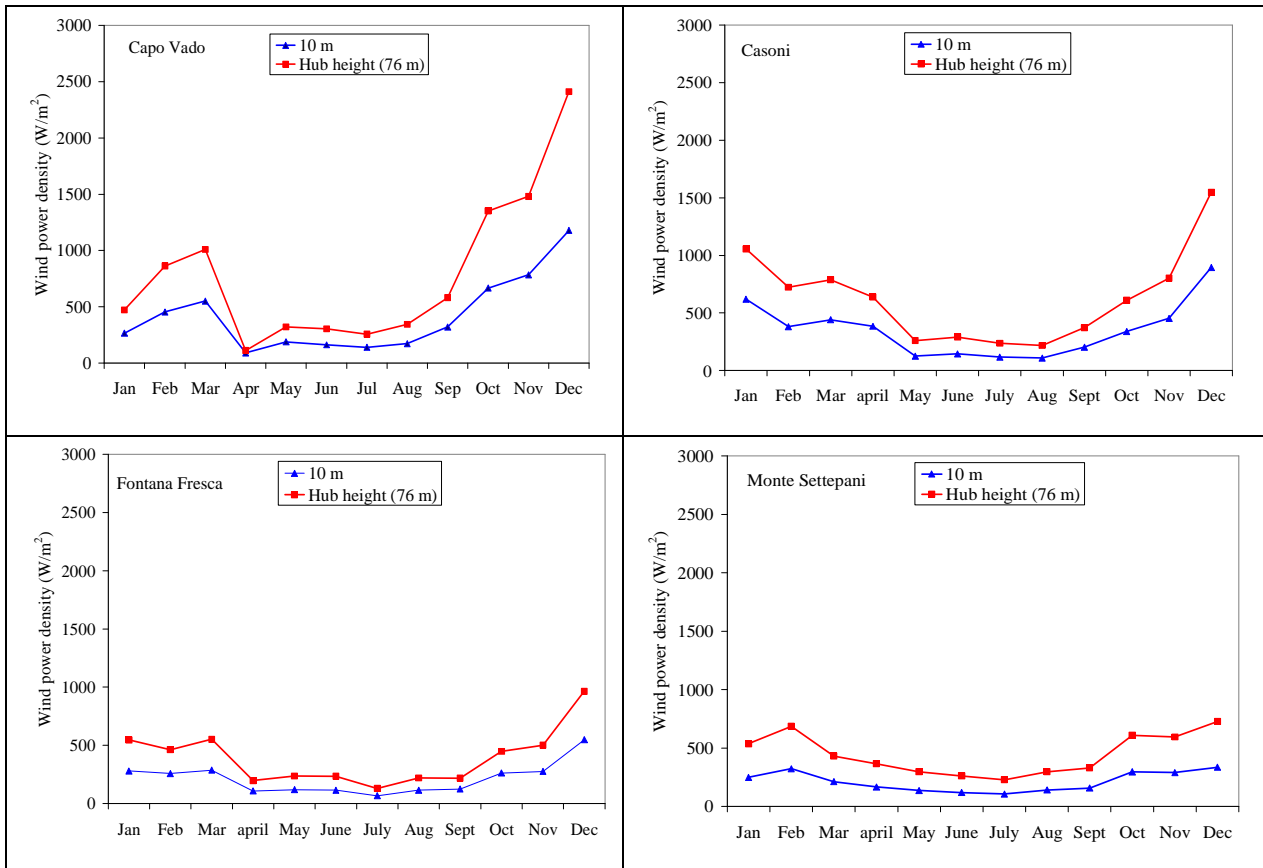 Capo Vado
10 m
Hub height (76 m)
Wind power density (W/m²)
3000
2500
2000
1500
1000
500
0
Jan Feb Mar Apr May Jun Jul Aug Sep Oct Nov Dec
Casoni
10 m
Hub height (76 m)
Wind power density (W/m²)
3000
2500
2000
1500
1000
500
0
Jan Feb Mar april May June July Aug Sept Oct Nov Dec
Fontana Fresca
10 m
Hub height (76 m)
Wind power density (W/m²)
3000
2500
2000
1500
1000
500
0
Jan Feb Mar april May June July Aug Sept Oct Nov Dec
Monte Settepani
10 m
Hub height (76 m)
Wind power density (W/m²)
3000
2500
2000
1500
1000
500
0
Jan Feb Mar april May June July Aug Sept Oct Nov Dec